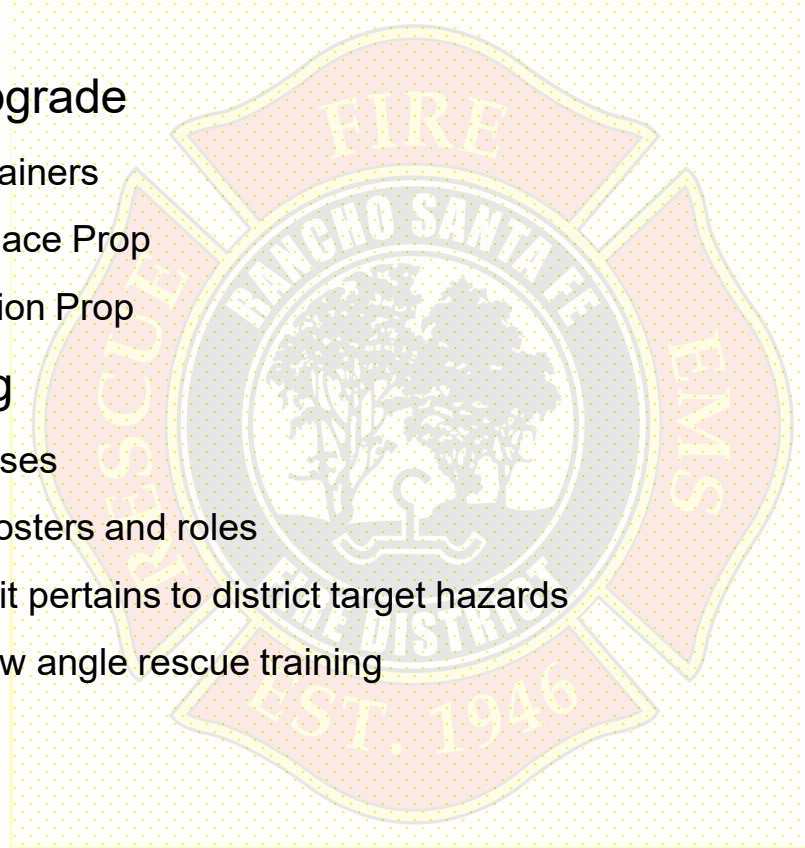 FIRE
ograde
ainers
RANCHO SANTA FE
ace Prop
RESCUE
ion Prop
EMS
g
ses
osters and roles
it pertains to district target hazards
FIRE DISTRICT
w angle rescue training
EST. 1946